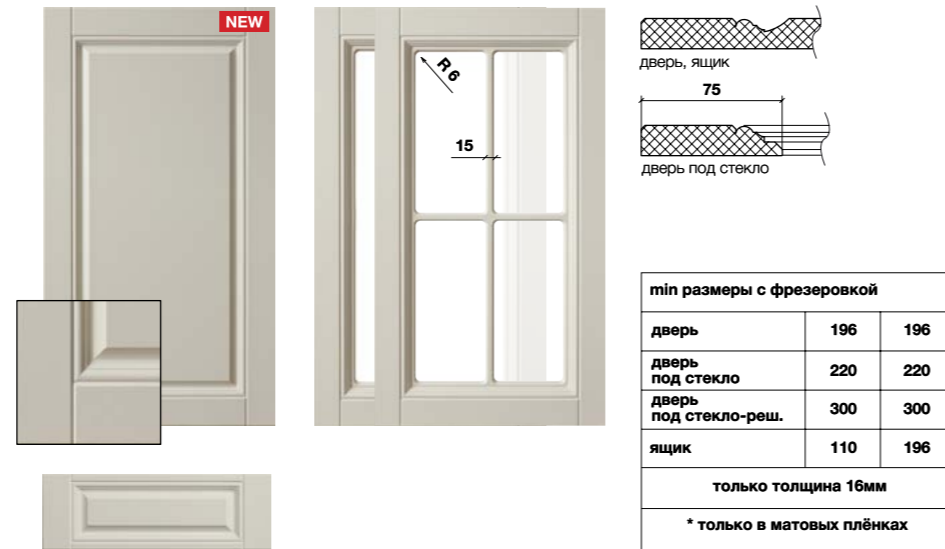 NEW
R 6
15
дверь, ящик
75
дверь под стекло
min размеры с фрезеровкой
дверь 196 196
дверь
под стекло 220 220
дверь
под стекло-реш. 300 300
ящик 110 196
только толщина 16мм
* только в матовых плёнках